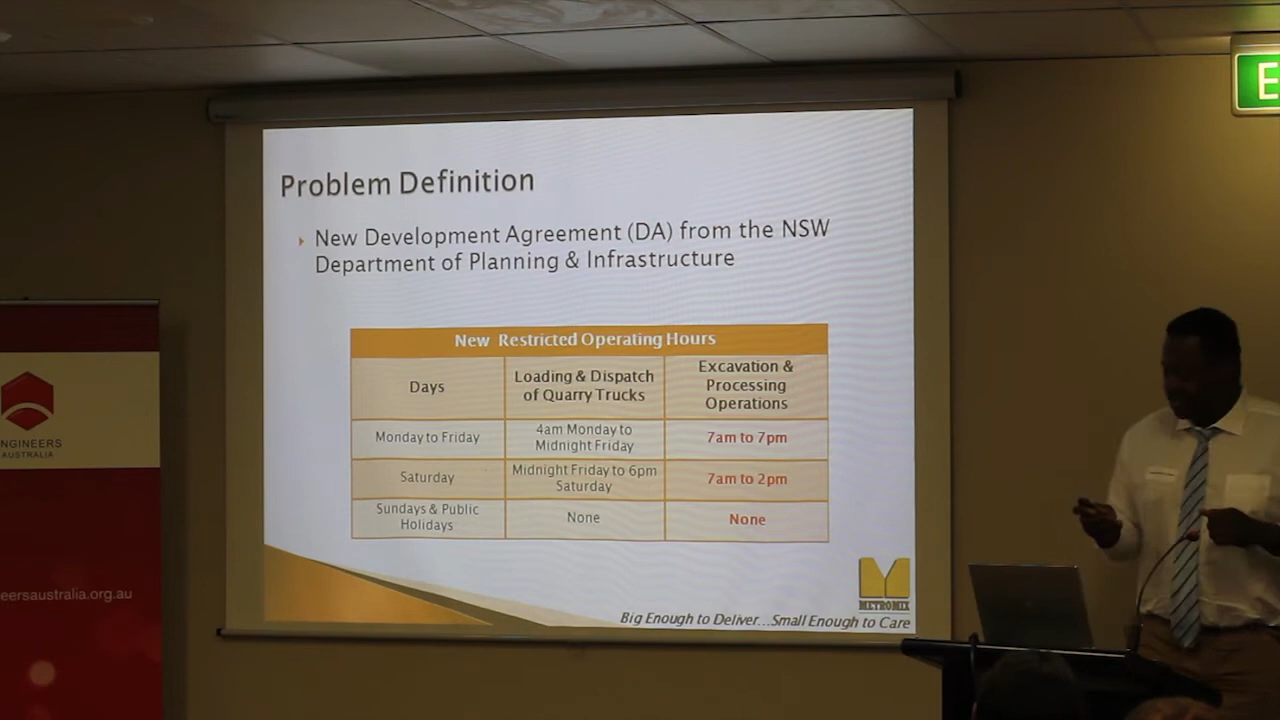 E
Problem Definition
New Development Agreement (DA) from the NSW
Department of Planning & Infrastructure
New Restricted Operating Hours
Days
Loading & Dispatch
of Quarry Trucks
Excavation &
Processing
Operations
Monday to Friday
4am Monday to
Midnight Friday
7am to 7pm
Saturday
Midnight Friday to 6pm
Saturday
7am to 2pm
Sundays & Public
Holidays
None
None
METROMIX
Big Enough to Deliver...Small Enough to Care
NGINEERS
AUSTRALIA
eersaustralia.org.au